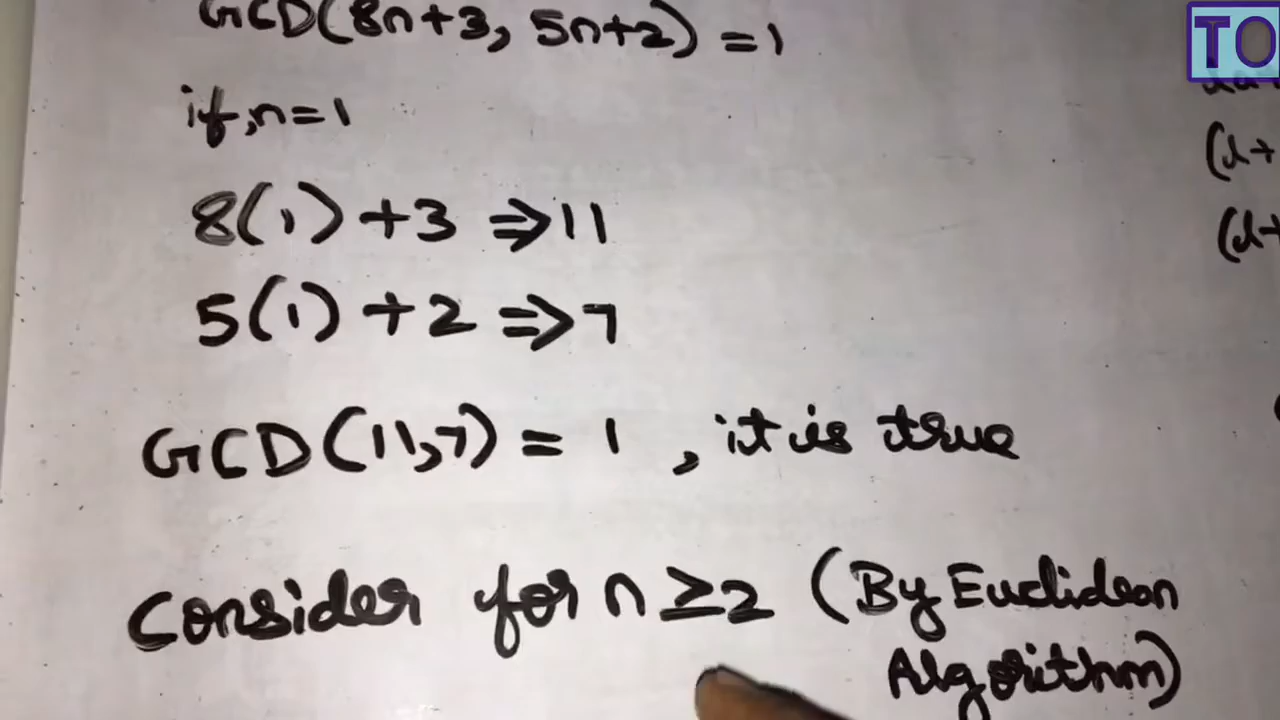 GCD(8n+3, 5n+2) = 1
TO
if, n=1
(d+
8(1) + 3 ⇒ 11
(d+
5(1) + 2 ⇒ 7
GCD(11,7) = 1 , it is true
Consider for n ≥ 2 (By Euclidean
Algorithm)